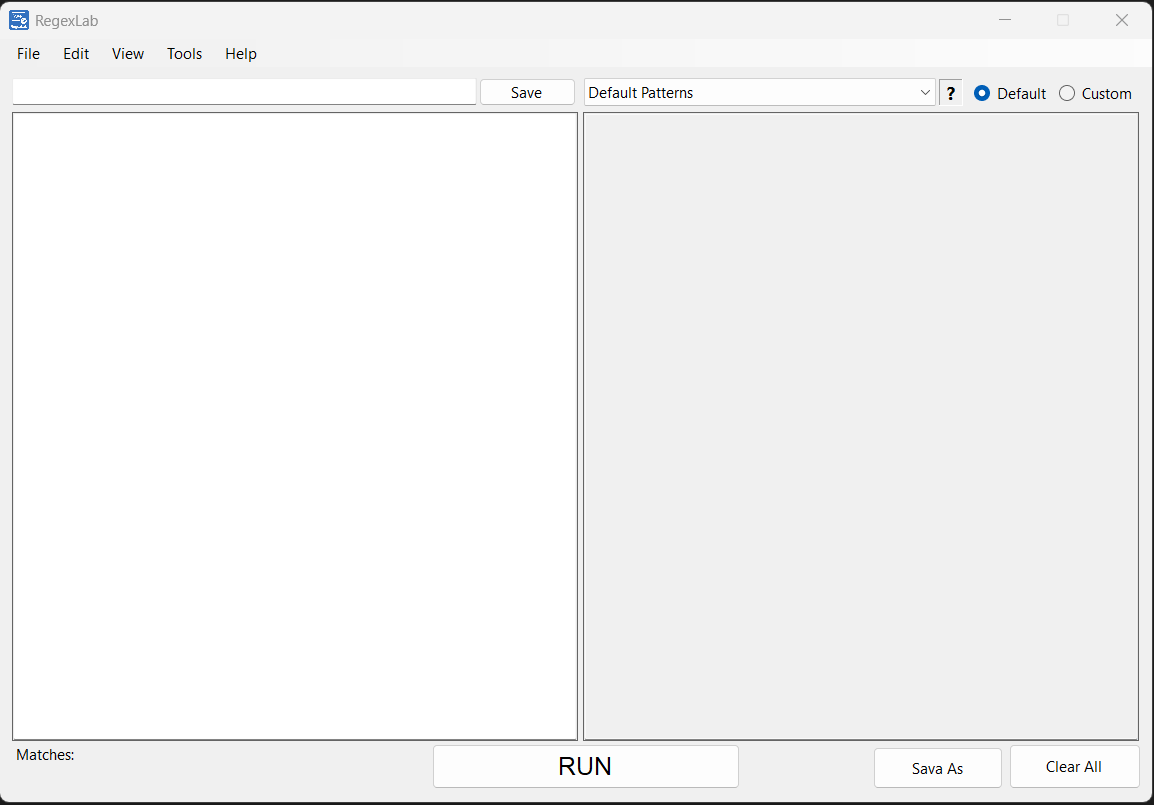 RegexLab
File Edit View Tools Help
Save Default Patterns ? Default Custom
Matches: RUN Sava As Clear All